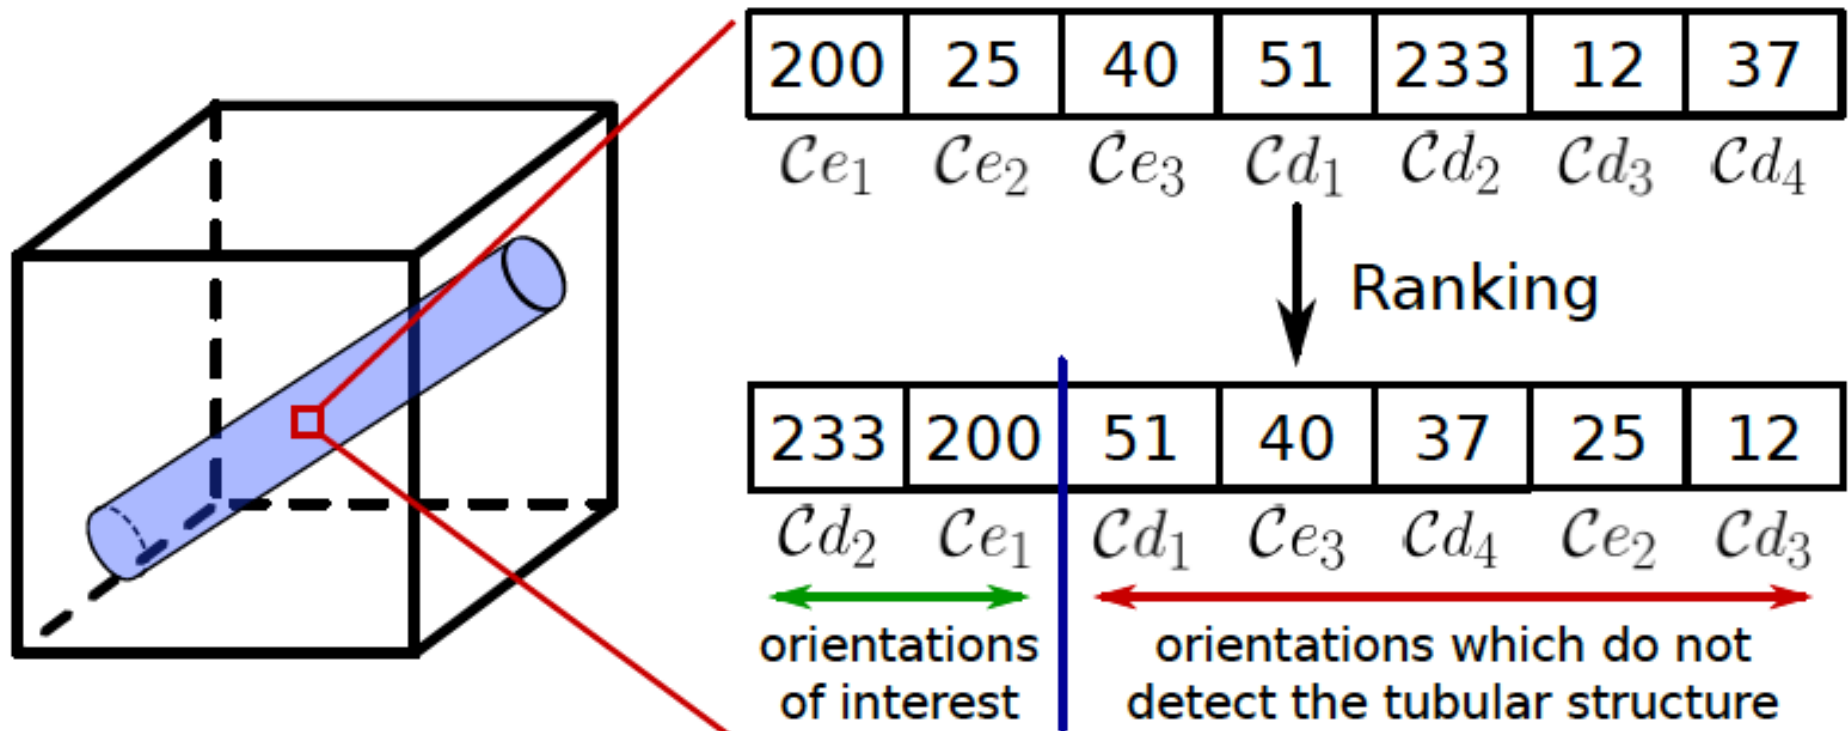 200 25 40 51 233 12 37
𝒞e₁ 𝒞e₂ 𝒞e₃ 𝒞d₁ 𝒞d₂ 𝒞d₃ 𝒞d₄
Ranking
233 200 51 40 37 25 12
𝒞d₂ 𝒞e₁ 𝒞d₁ 𝒞e₃ 𝒞d₄ 𝒞e₂ 𝒞d₃
orientations
of interest
orientations which do not
detect the tubular structure